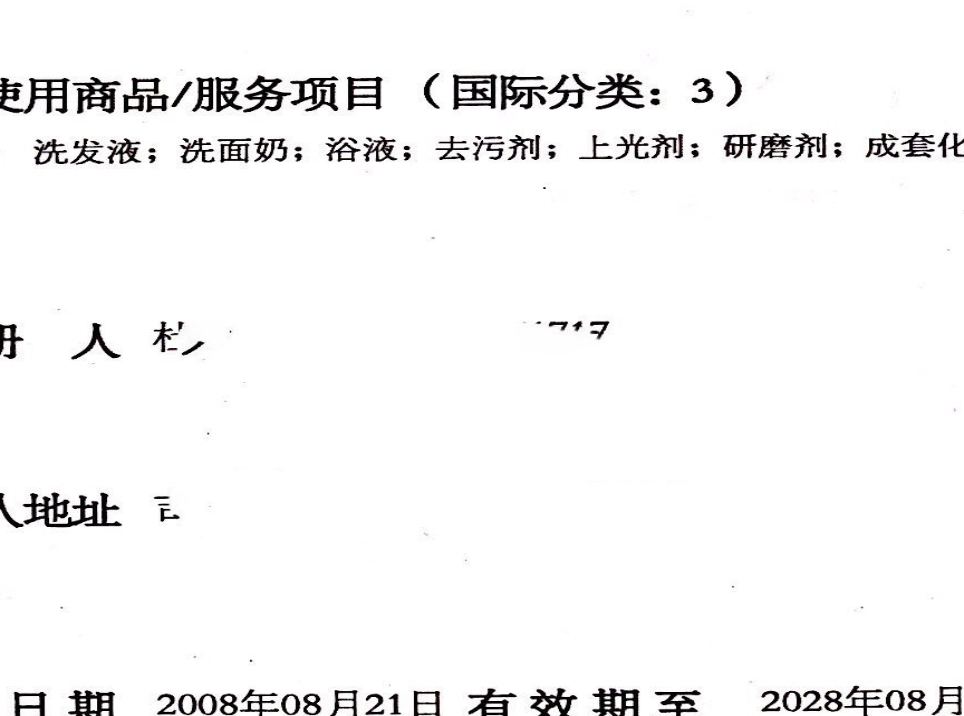 使用商品/服务项目（国际分类：3）
洗发液；洗面奶；浴液；去污剂；上光剂；研磨剂；成套化
册 人
人地址
日期 2008年08月21日 有效期至 2028年08月